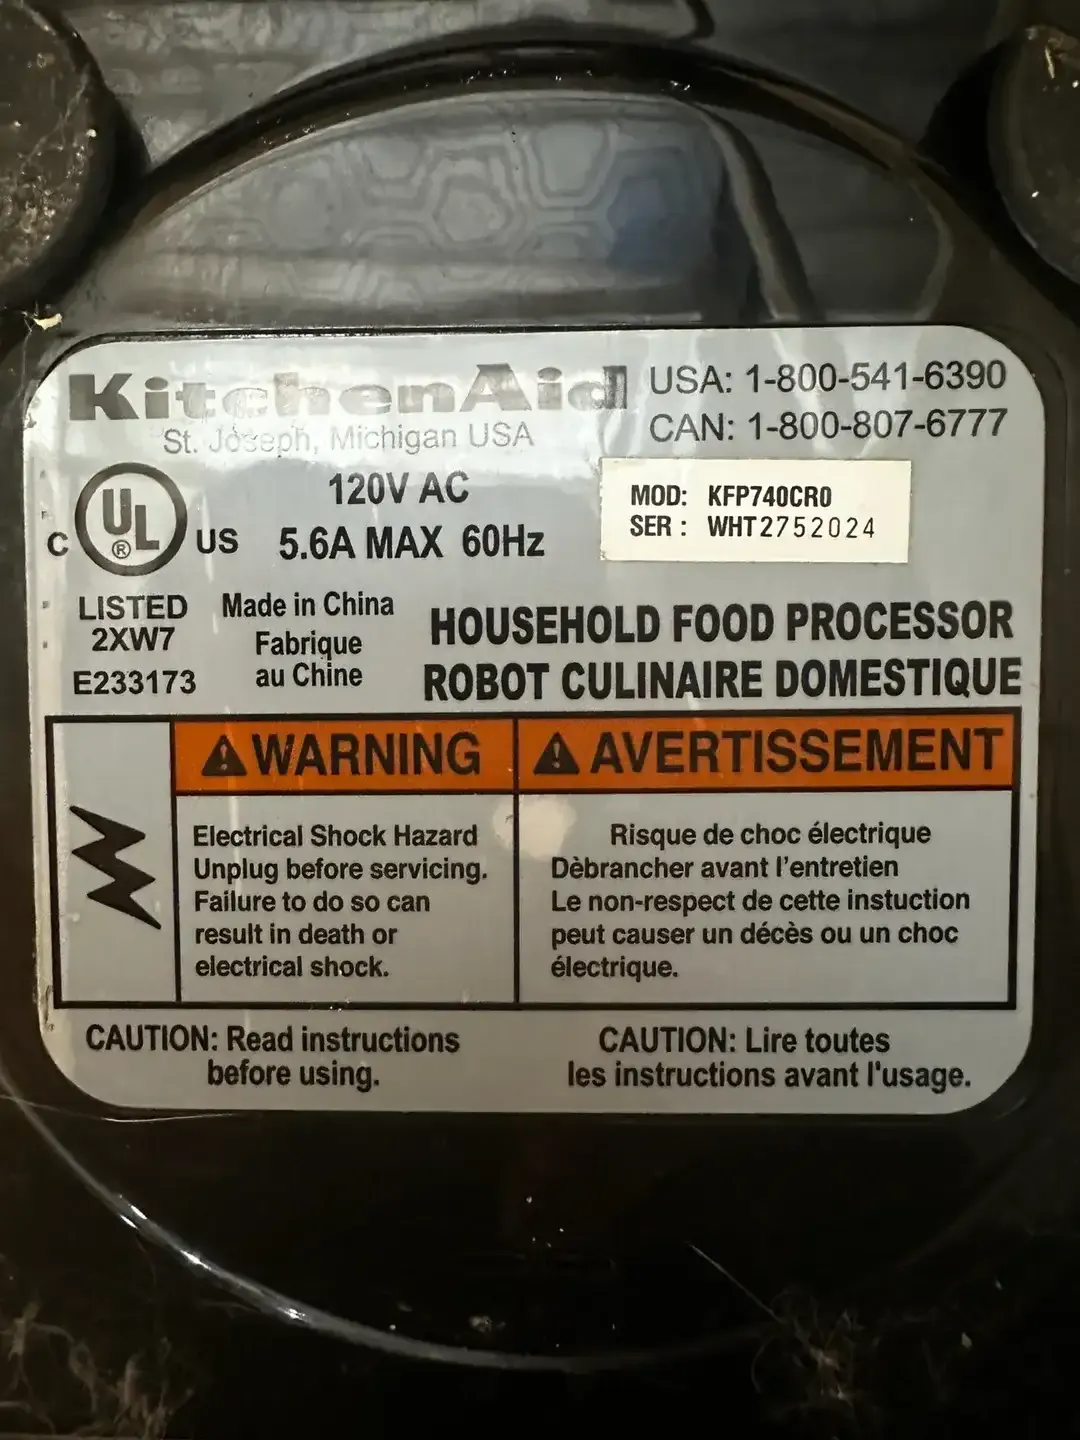 KitchenAid
St. Joseph, Michigan USA
USA: 1-800-541-6390
CAN: 1-800-807-6777
120V AC
5.6A MAX 60Hz
C UL ® US
MOD: KFP740CR0
SER : WHT2752024
LISTED
2XW7
E233173
Made in China
Fabrique
au Chine
HOUSEHOLD FOOD PROCESSOR
ROBOT CULINAIRE DOMESTIQUE
WARNING
Electrical Shock Hazard
Unplug before servicing.
Failure to do so can
result in death or
electrical shock.
AVERTISSEMENT
Risque de choc électrique
Dèbrancher avant l'entretien
Le non-respect de cette instuction
peut causer un décès ou un choc
électrique.
CAUTION: Read instructions
before using.
CAUTION: Lire toutes
les instructions avant l'usage.